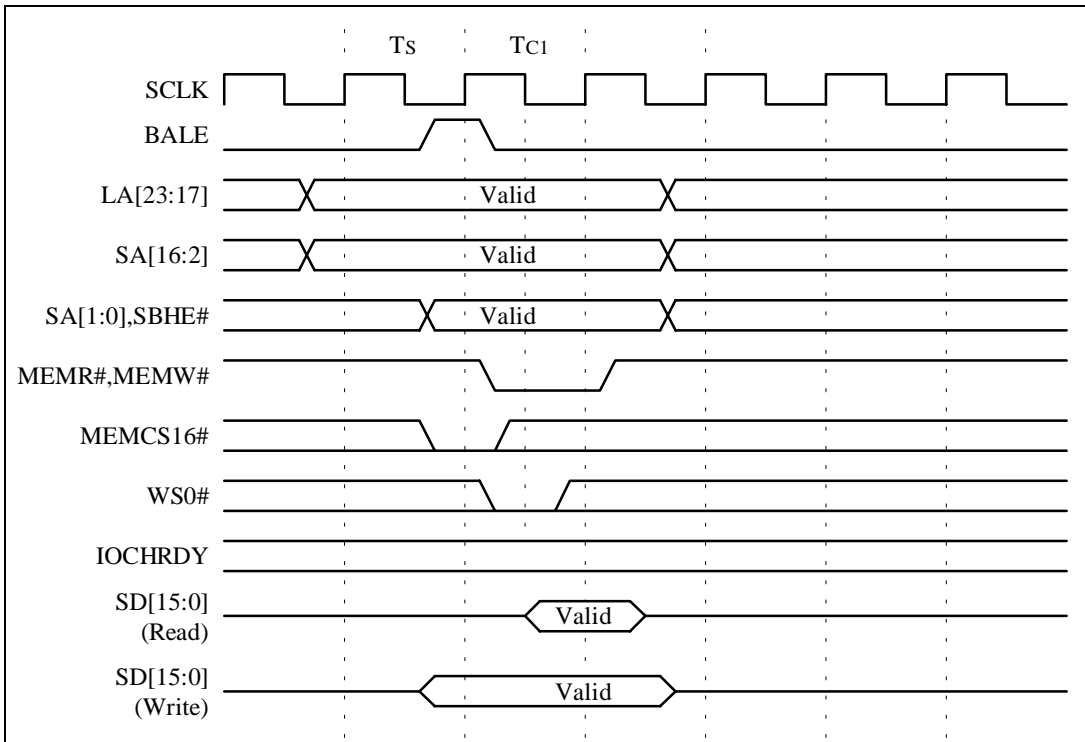 Ts TC1
SCLK
BALE
LA[23:17] Valid
SA[16:2] Valid
SA[1:0],SBHE# Valid
MEMR#,MEMW#
MEMCS16#
WS0#
IOCHRDY
SD[15:0]
(Read) Valid
SD[15:0]
(Write) Valid